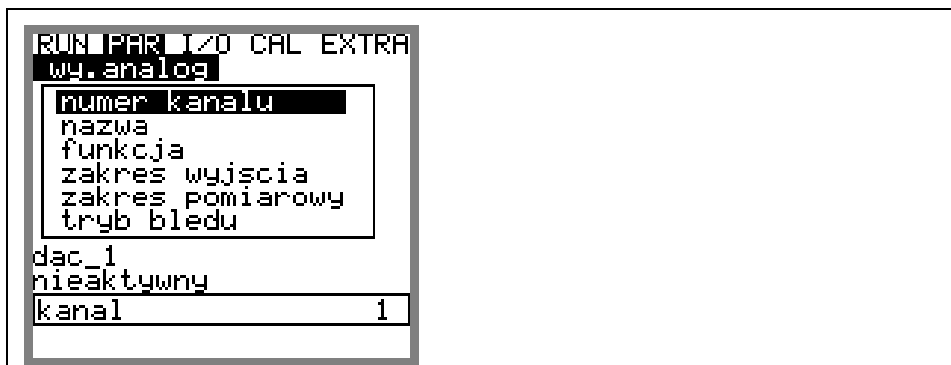 RUN PAR I/O CAL EXTRA
wy.analog
numer kanalu
nazwa
funkcja
zakres wyjscia
zakres pomiarowy
tryb bledu
dac_1
nieaktywny
kanal 1